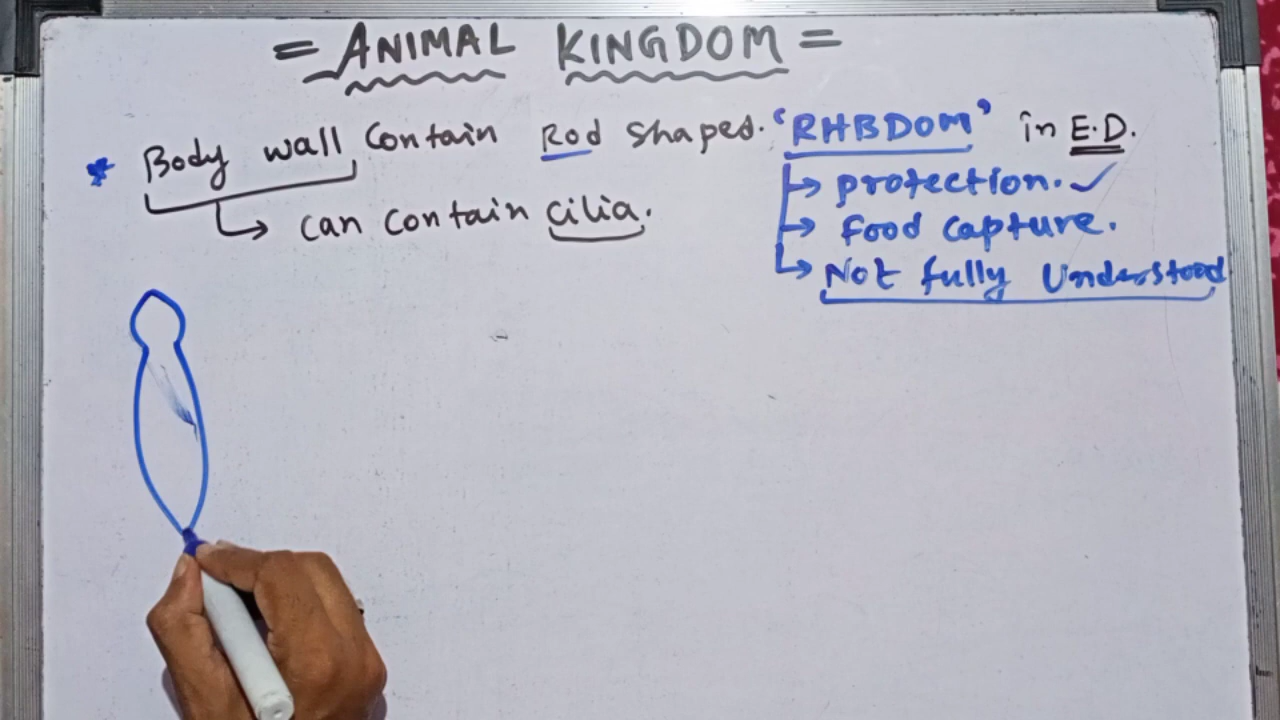 = ANIMAL KINGDOM =
* Body wall Contain Rod shaped. 'RHBDOM' in E.D.
→ protection. ✓
→ can contain cilia.
→ food capture.
→ Not fully Understood